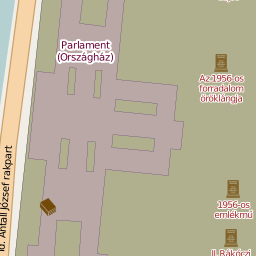 Parlament
(Országház)
Az 1956-os
forradalom
öröklángja
1956-os
emlékmű
II. Rákóczi
id. Antall József rakpart